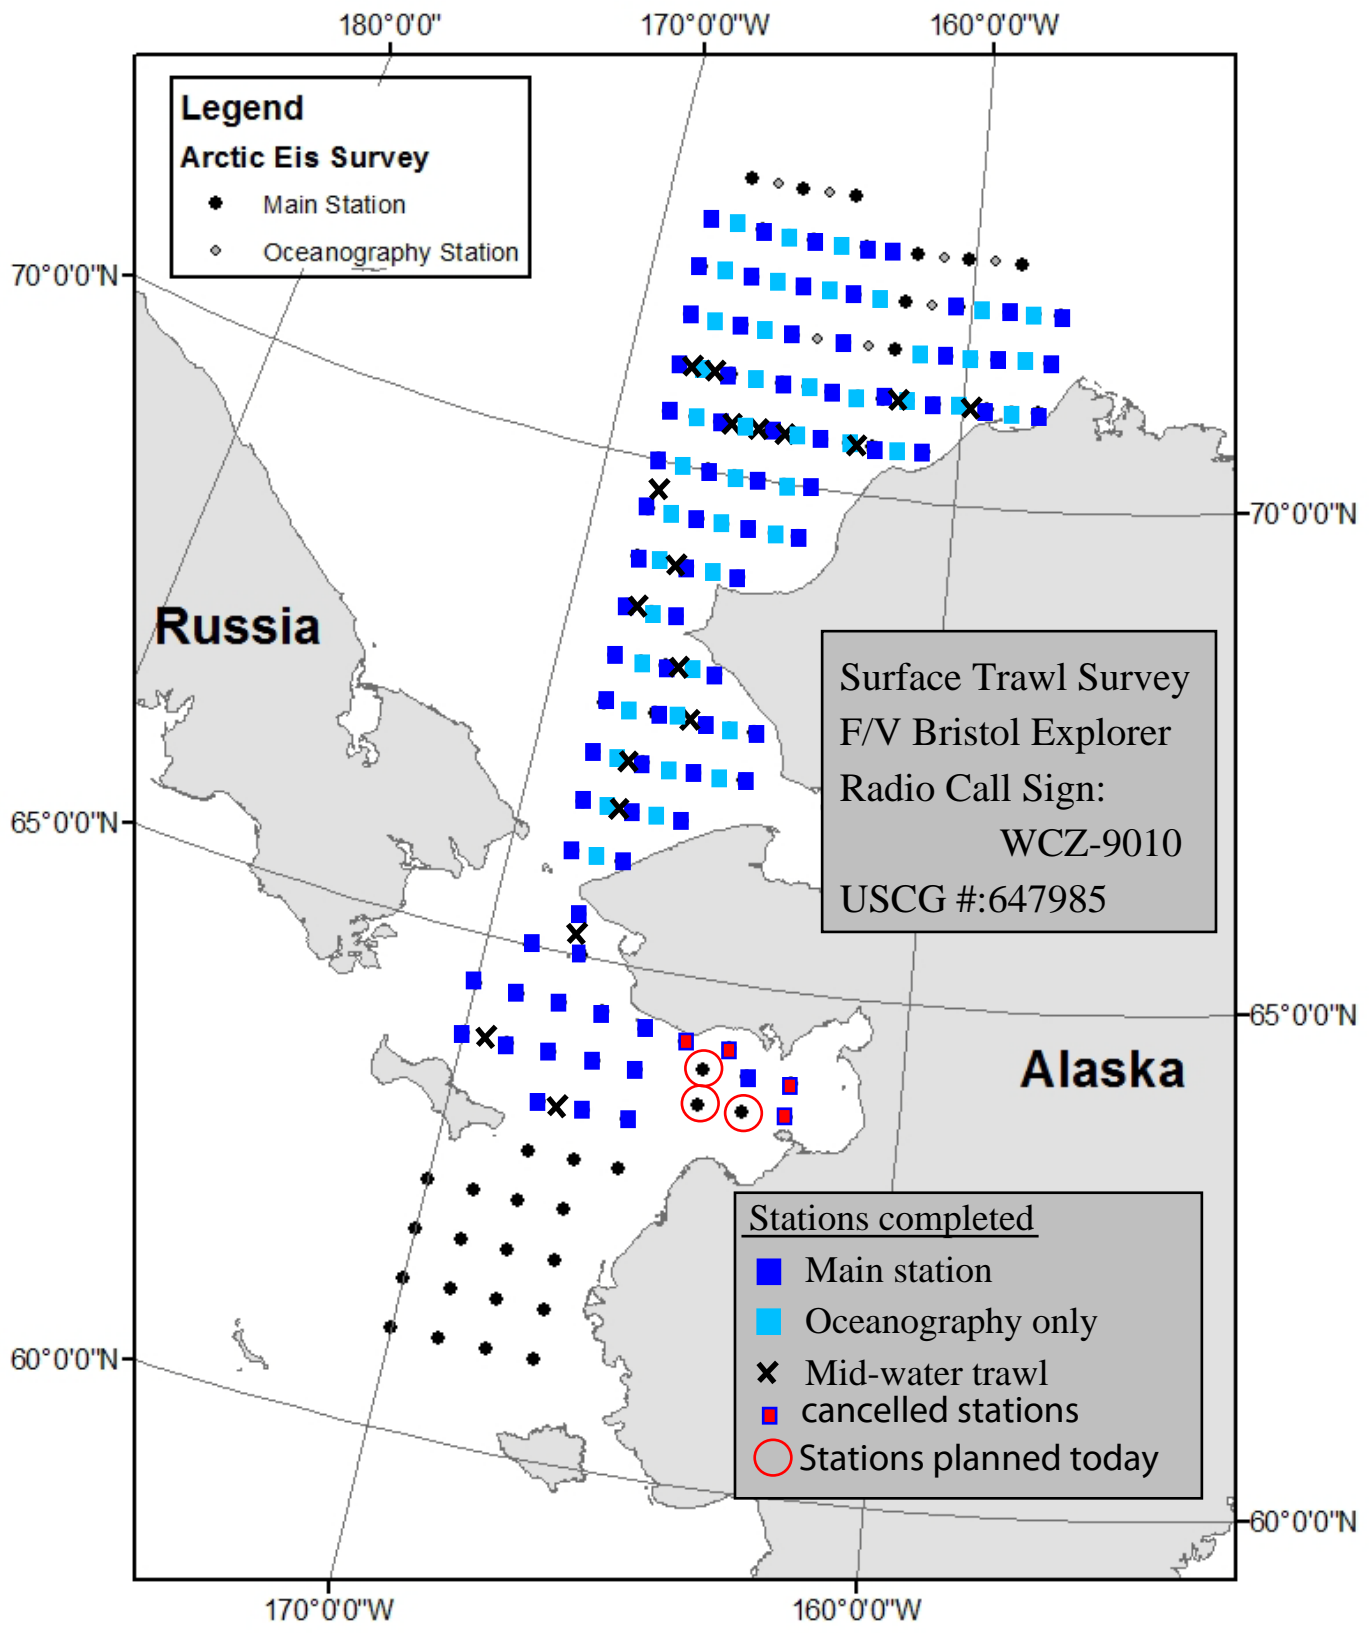 180°0'0"
170°0'0"W
160°0'0"W
Legend
Arctic Eis Survey
Main Station
Oceanography Station
70°0'0"N
70°0'0"N
Russia
Surface Trawl Survey
F/V Bristol Explorer
Radio Call Sign:
WCZ-9010
USCG #:647985
65°0'0"N
65°0'0"N
Alaska
Stations completed
Main station
Oceanography only
Mid-water trawl
cancelled stations
Stations planned today
60°0'0"N
60°0'0"N
170°0'0"W
160°0'0"W